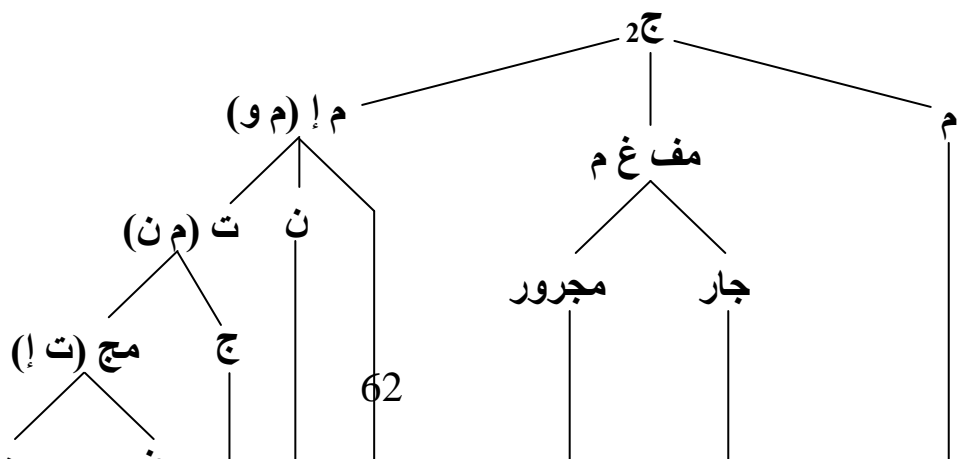 ج2
م إ (م و)
م
مف غ م
ت (م ن)
ن
مجرور
جار
مج (ت إ)
ج
62